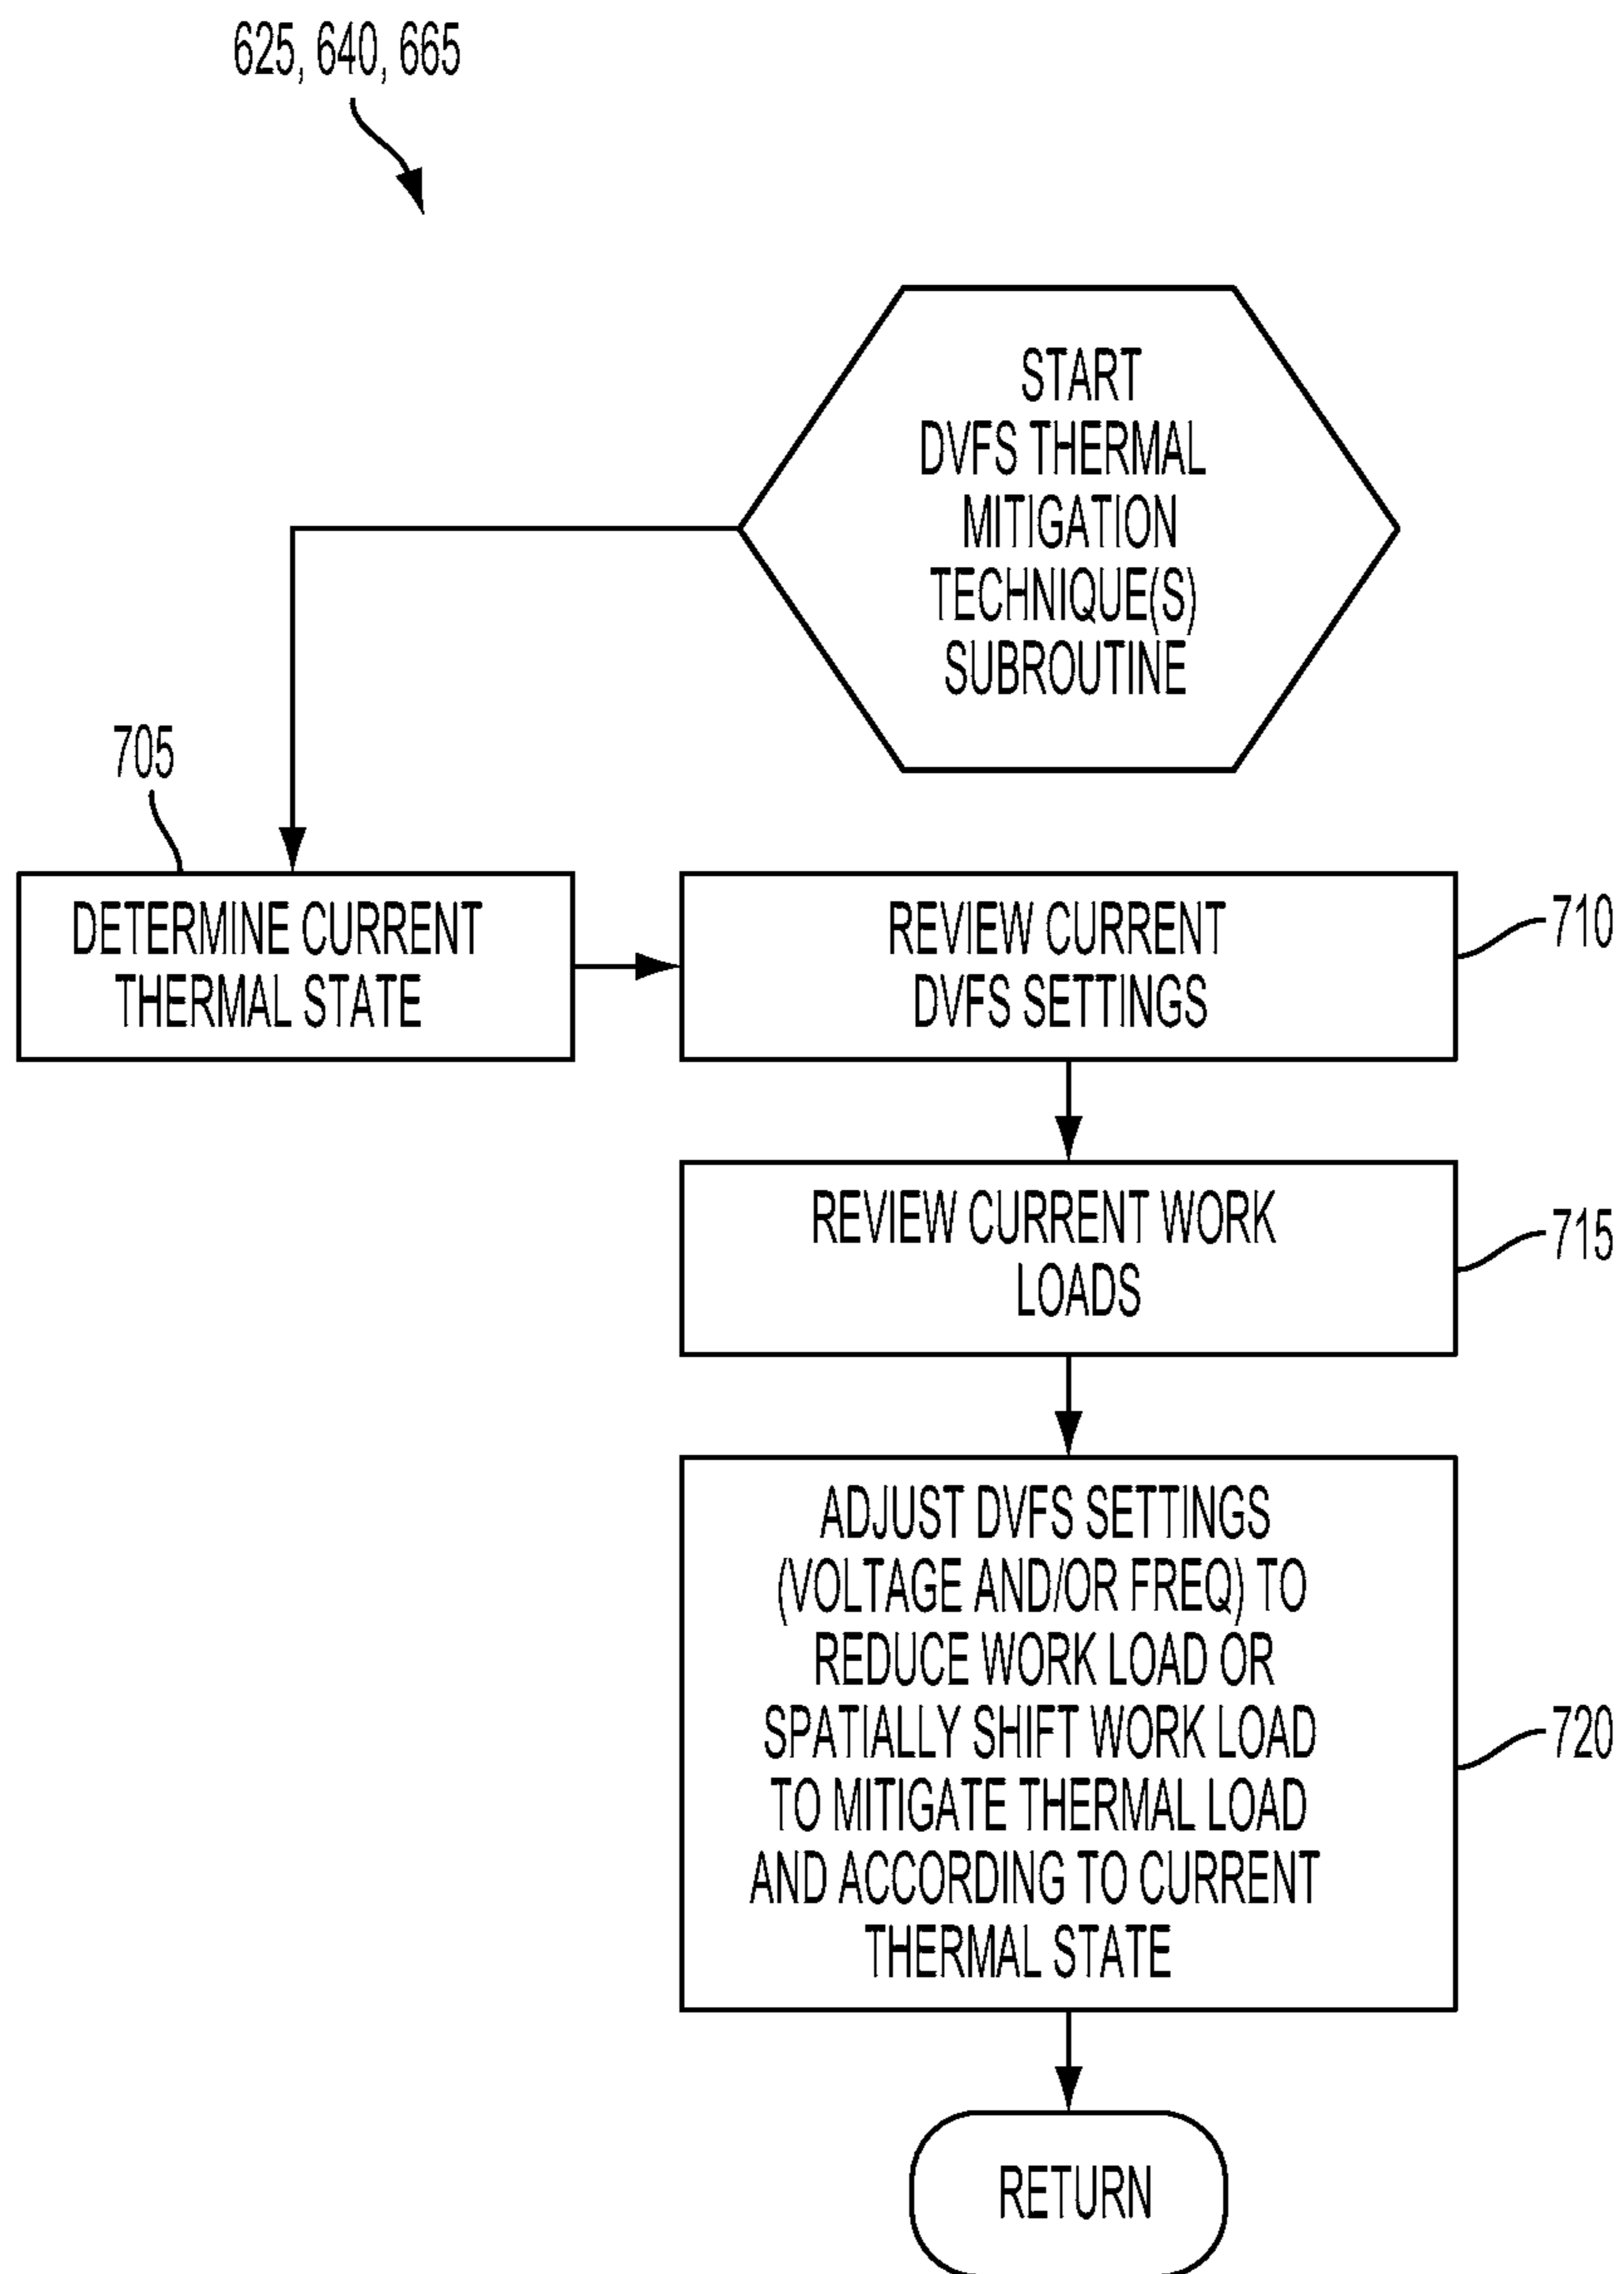 625, 640, 665
START
DVFS THERMAL
MITIGATION
TECHNIQUE(S)
SUBROUTINE
705
DETERMINE CURRENT
THERMAL STATE
REVIEW CURRENT
DVFS SETTINGS
710
REVIEW CURRENT WORK
LOADS
715
ADJUST DVFS SETTINGS
(VOLTAGE AND/OR FREQ) TO
REDUCE WORK LOAD OR
SPATIALLY SHIFT WORK LOAD
TO MITIGATE THERMAL LOAD
AND ACCORDING TO CURRENT
THERMAL STATE
720
RETURN